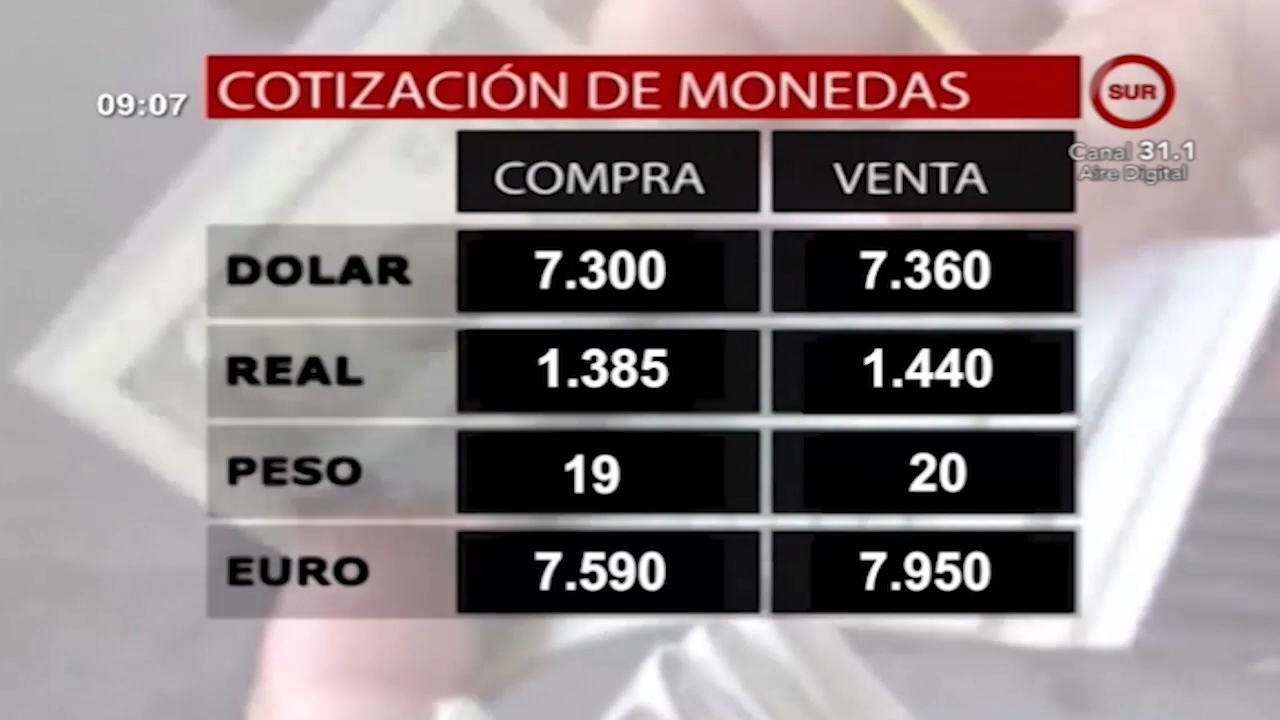 09:07
COTIZACIÓN DE MONEDAS
SUR
Canal 31.1
Aire Digital
COMPRA VENTA
DOLAR 7.300 7.360
REAL 1.385 1.440
PESO 19 20
EURO 7.590 7.950